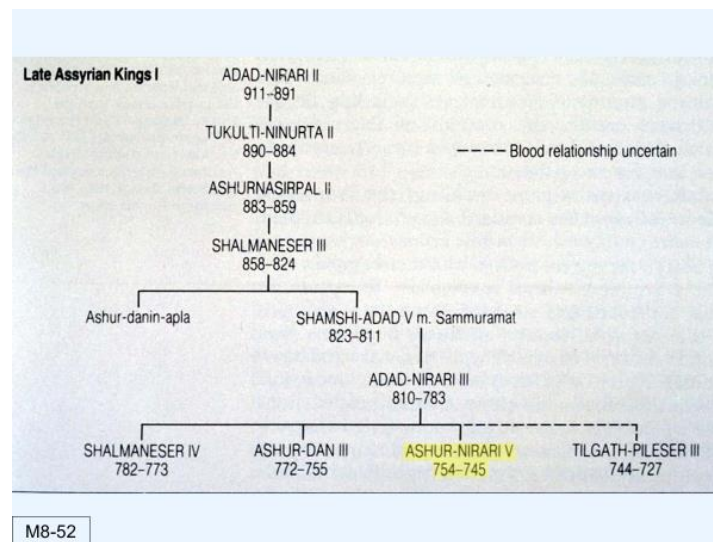 Late Assyrian Kings I
ADAD-NIRARI II
911–891
TUKULTI-NINURTA II
890–884
Blood relationship uncertain
ASHURNASIRPAL II
883–859
SHALMANESER III
858–824
Ashur-danin-apla
SHAMSHI-ADAD V m. Sammuramat
823–811
ADAD-NIRARI III
810–783
SHALMANESER IV
782–773
ASHUR-DAN III
772–755
ASHUR-NIRARI V
754–745
TILGATH-PILESER III
744–727
M8-52